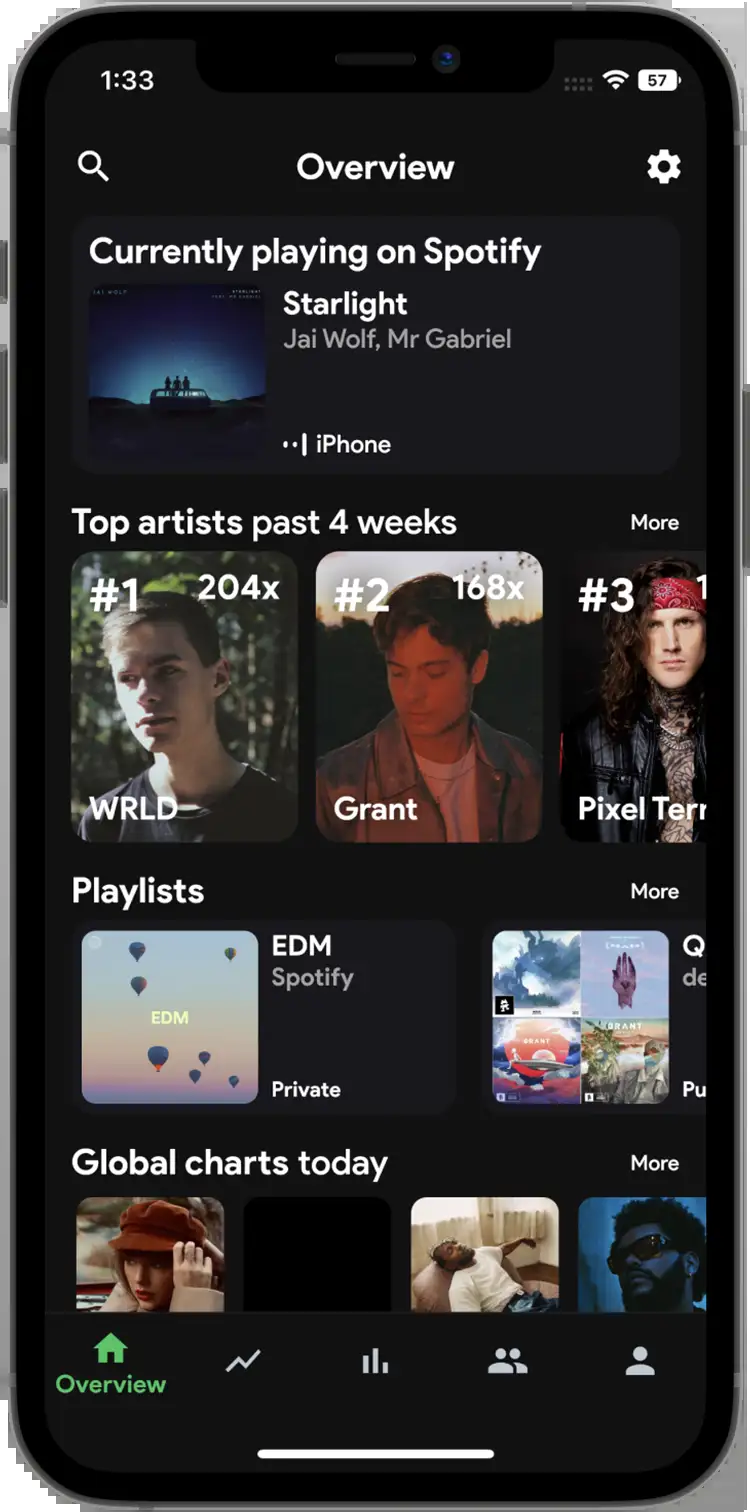 1:33
57
Overview
Currently playing on Spotify
JAI WOLF
STARLIGHT
Starlight
Jai Wolf, Mr Gabriel
iPhone
Top artists past 4 weeks
More
#1
204x
#2
168x
#3
1
WRLD
Grant
Pixel Terr
Playlists
More
EDM
EDM
Spotify
Private
GRANT
GRANT
Q
de
Pu
Global charts today
More
Overview